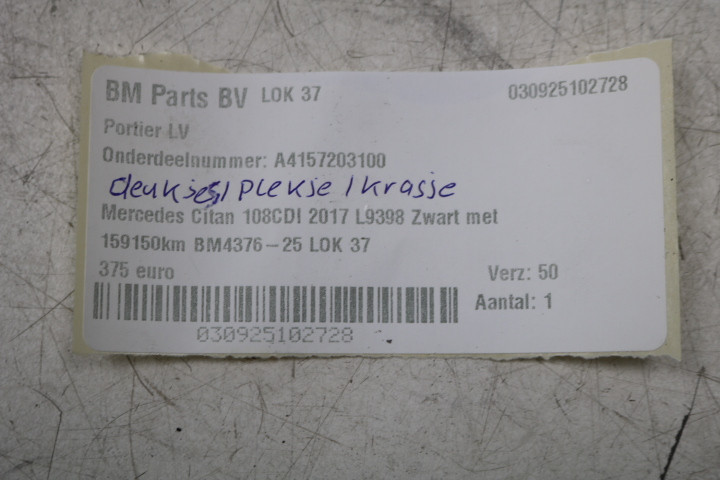 BM Parts BV LOK 37 030925102728
Portier LV
Onderdeelnummer: A4157203100
deukjes/plekje/krasje
Mercedes Citan 108CDI 2017 L9398 Zwart met
159150km BM4376-25 LOK 37
375 euro Verz: 50
Aantal: 1
030925102728